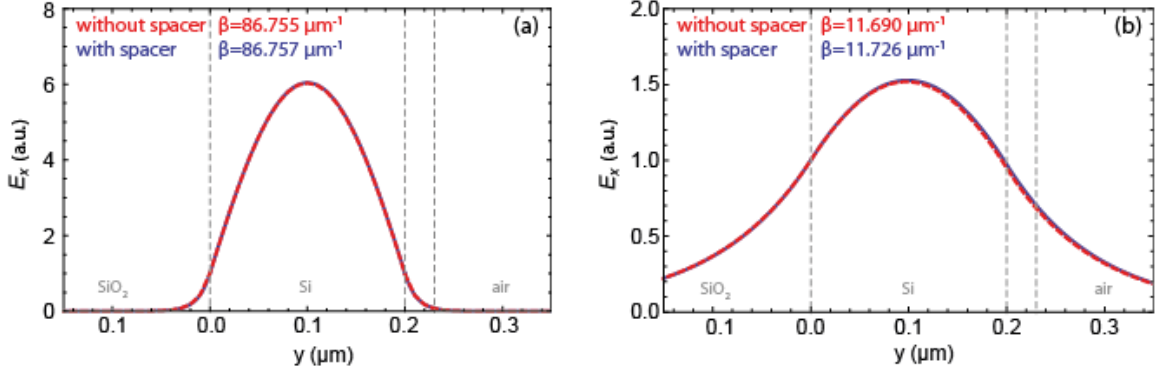 8
6
4
2
0
without spacer β=86.755 μm⁻¹
with spacer β=86.757 μm⁻¹
(a)
SiO₂
Si
air
Eₓ (a.u.)
0.1
0.0
0.1
0.2
0.3
y (μm)
2.0
1.5
1.0
0.5
0.0
without spacer β=11.690 μm⁻¹
with spacer β=11.726 μm⁻¹
(b)
SiO₂
Si
air
Eₓ (a.u.)
0.1
0.0
0.1
0.2
0.3
y (μm)